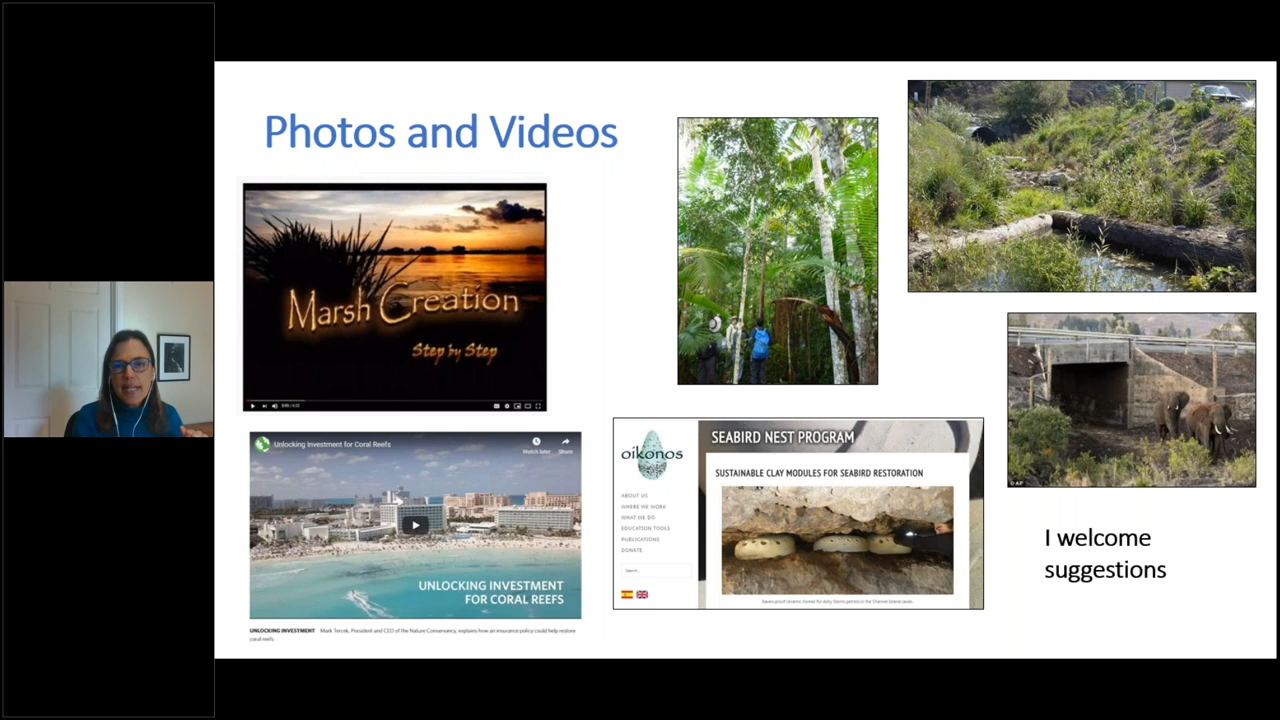 Photos and Videos
Marsh Creation
Step by Step
Unlocking Investment for Coral Reefs
Watch later
Share
UNLOCKING INVESTMENT
FOR CORAL REEFS
UNLOCKING INVESTMENT Mark Tercek, President and CEO of the Nature Conservancy, explains how an insurance policy could help restore
coral reefs.
oikonos
ABOUT US
WHERE WE WORK
WHAT WE DO
EDUCATION TOOLS
PUBLICATIONS
DONATE
Search...
SEABIRD NEST PROGRAM
SUSTAINABLE CLAY MODULES FOR SEABIRD RESTORATION
I welcome
suggestions